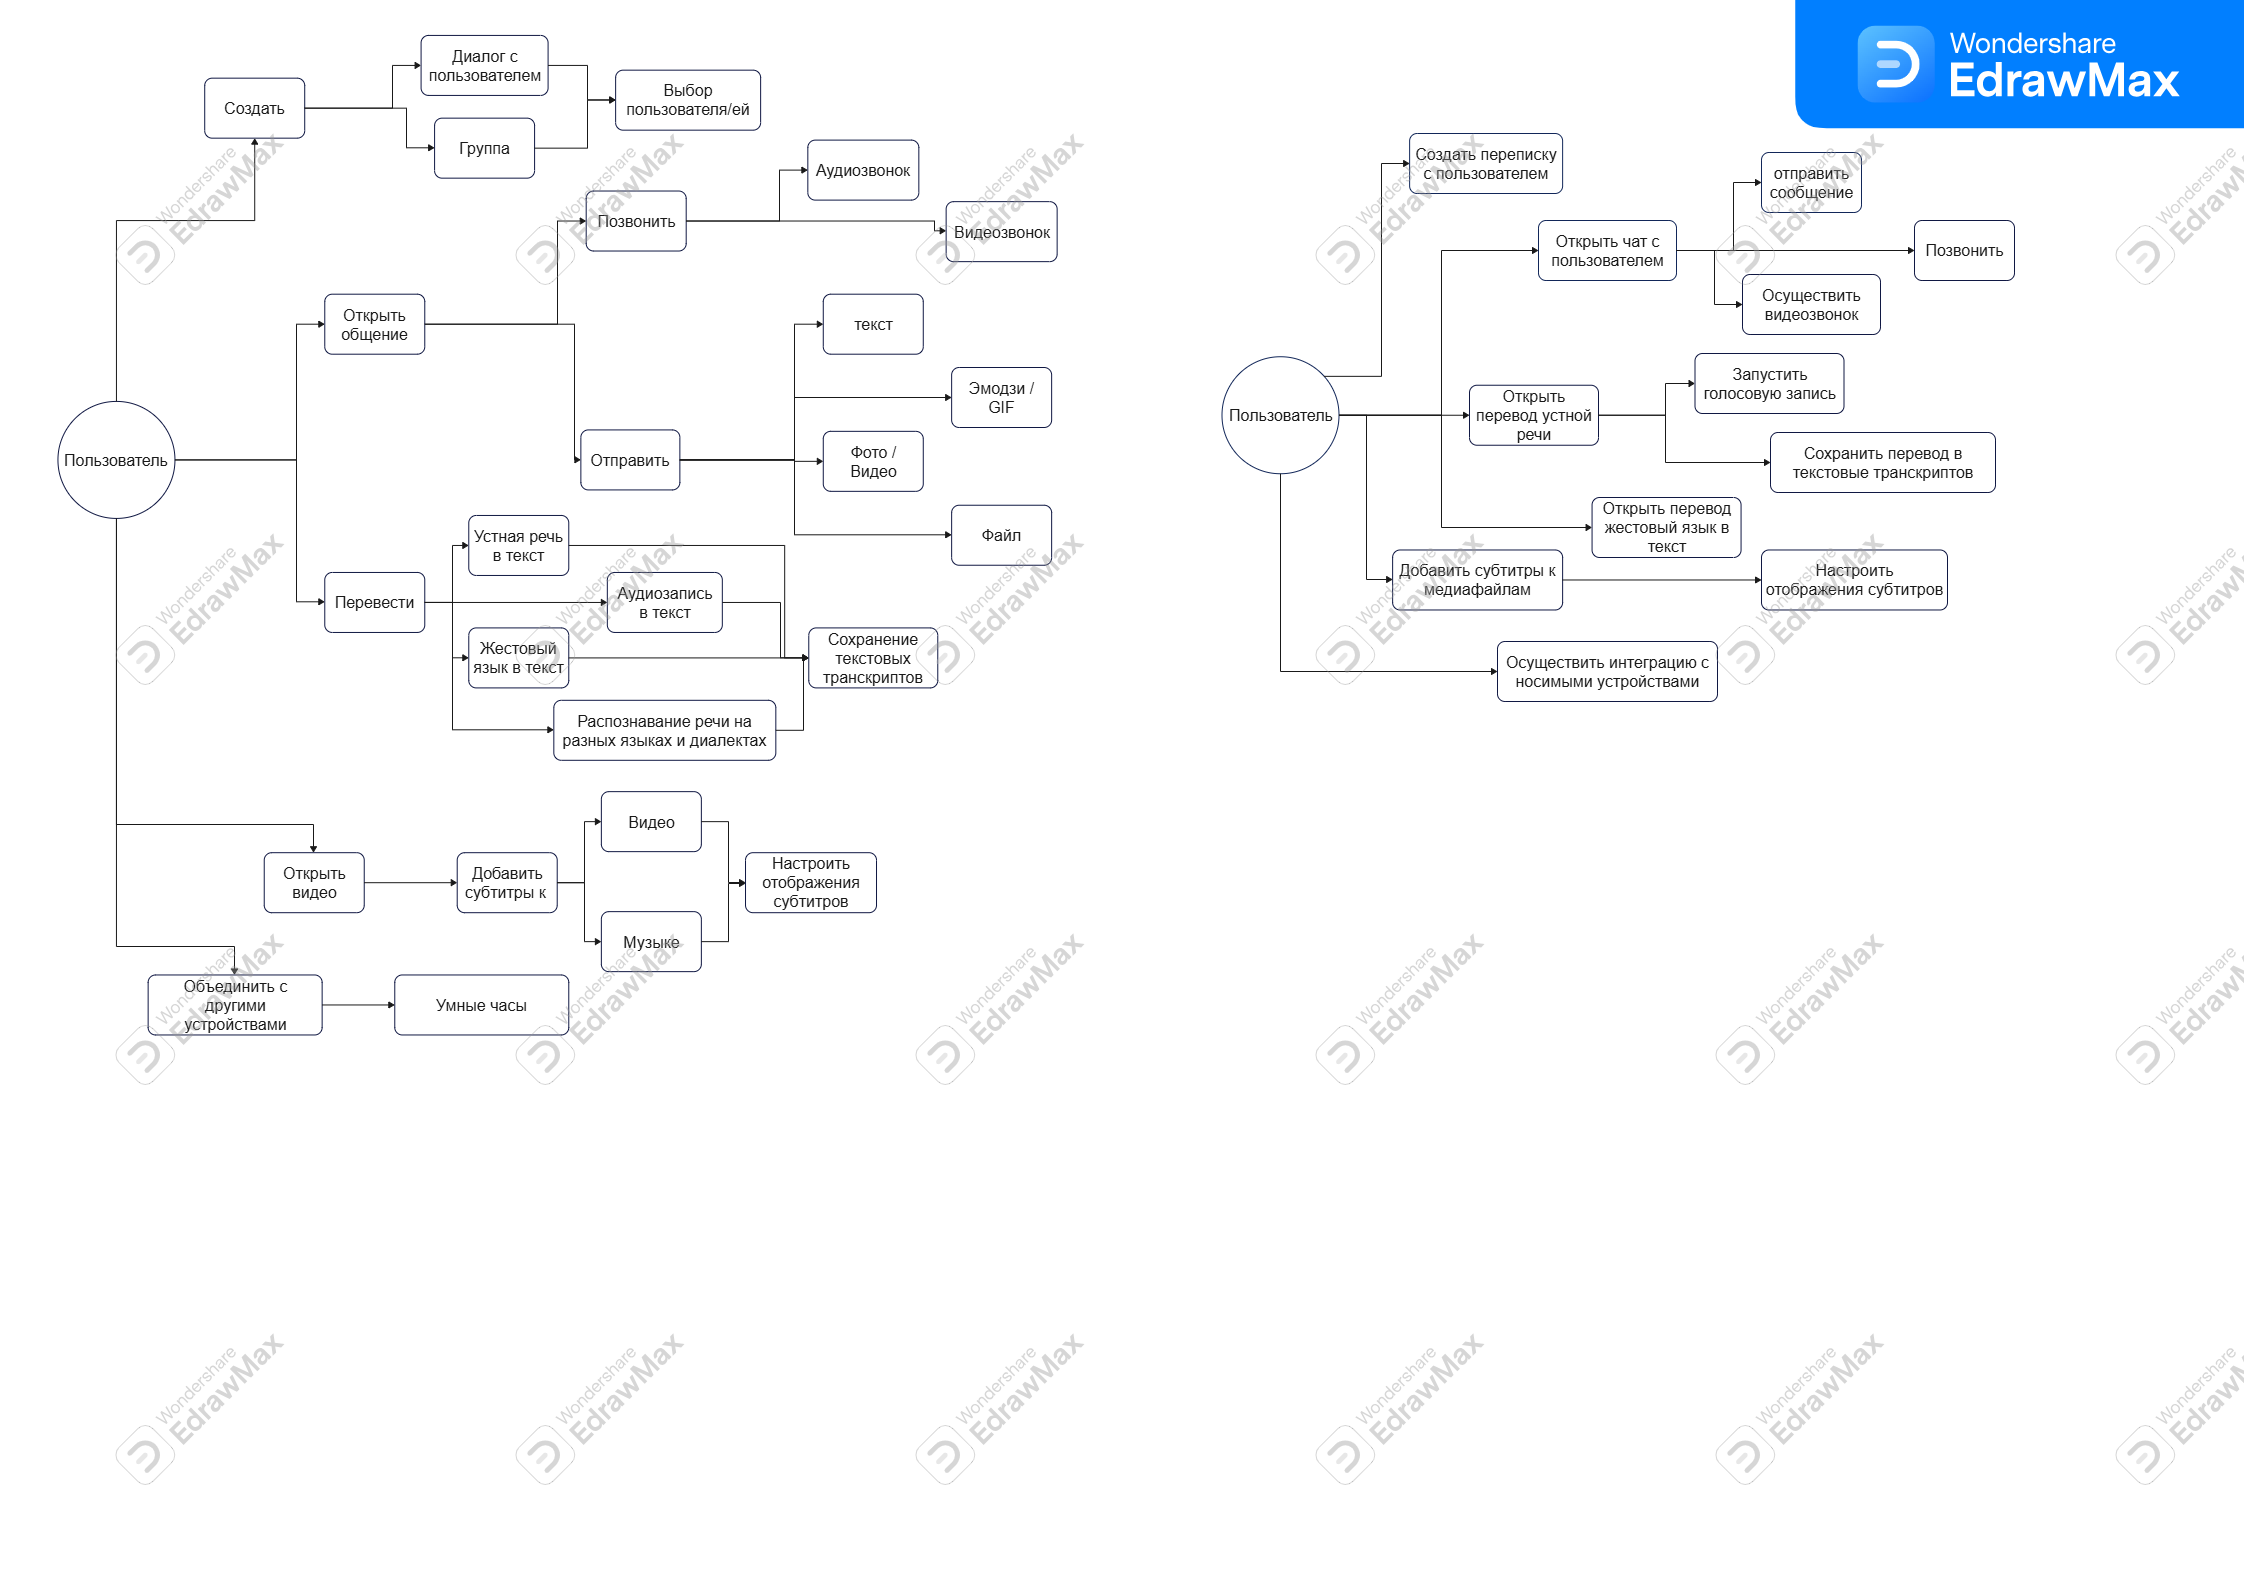 Wondershare
EdrawMax
Диалог с
пользователем
Создать
Группа
Выбор
пользователя/ей
Аудиозвонок
Позвонить
Видеозвонок
Открыть
общение
текст
Эмодзи /
GIF
Пользователь
Отправить
Фото /
Видео
Файл
Устная речь
в текст
Перевести
Аудиозапись
в текст
Жестовый
язык в текст
Сохранение
текстовых
транскриптов
Распознавание речи на
разных языках и диалектах
Видео
Открыть
видео
Добавить
субтитры к
Настроить
отображения
субтитров
Музыке
Объединить с
другими
устройствами
Умные часы
Создать переписку
с пользователем
отправить
сообщение
Открыть чат с
пользователем
Позвонить
Осуществить
видеозвонок
Пользователь
Запустить
голосовую запись
Открыть
перевод устной
речи
Сохранить перевод в
текстовые транскриптов
Открыть перевод
жестовый язык в
текст
Добавить субтитры к
медиафайлам
Настроить
отображения субтитров
Осуществить интеграцию с
носимыми устройствами